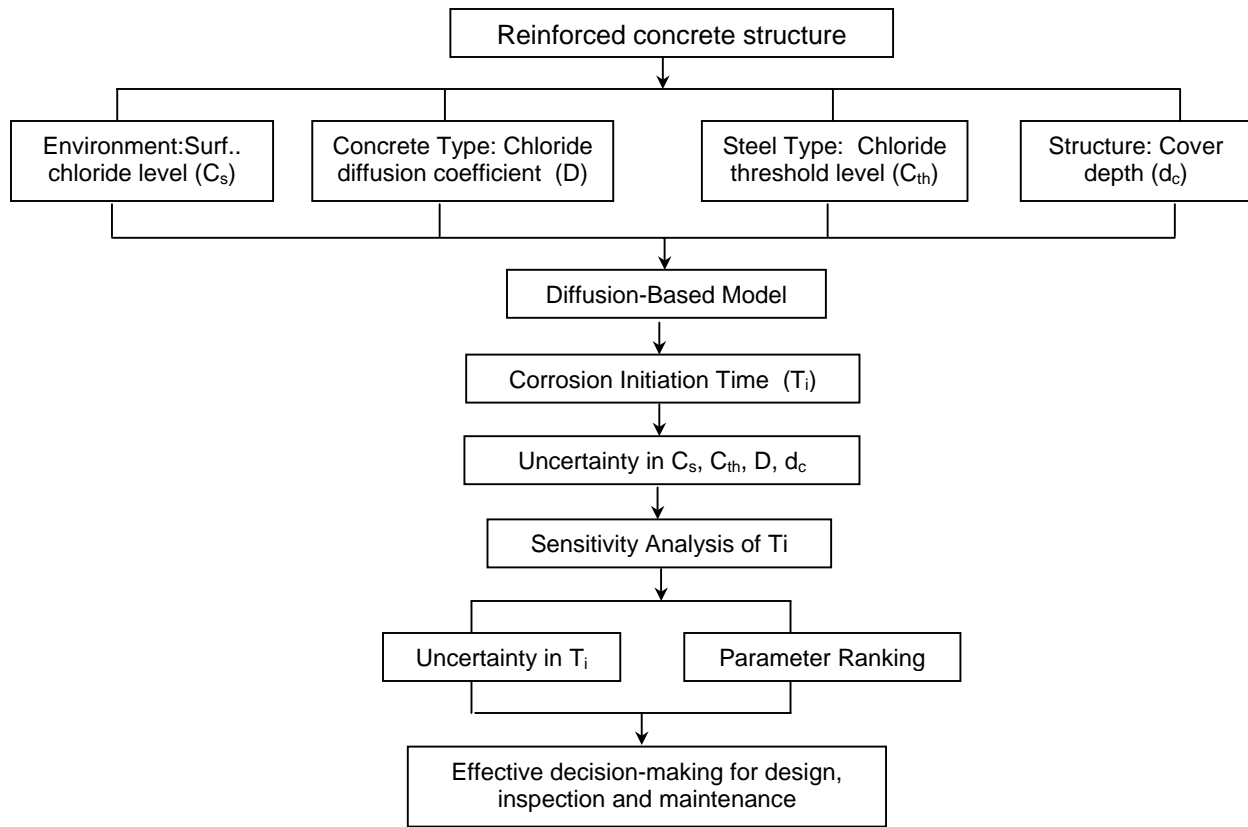 Reinforced concrete structure
Environment:Surf..
chloride level (Cs)
Concrete Type: Chloride
diffusion coefficient (D)
Steel Type: Chloride
threshold level (Cth)
Structure: Cover
depth (dc)
Diffusion-Based Model
Corrosion Initiation Time (Ti)
Uncertainty in Cs, Cth, D, dc
Sensitivity Analysis of Ti
Uncertainty in Ti
Parameter Ranking
Effective decision-making for design,
inspection and maintenance